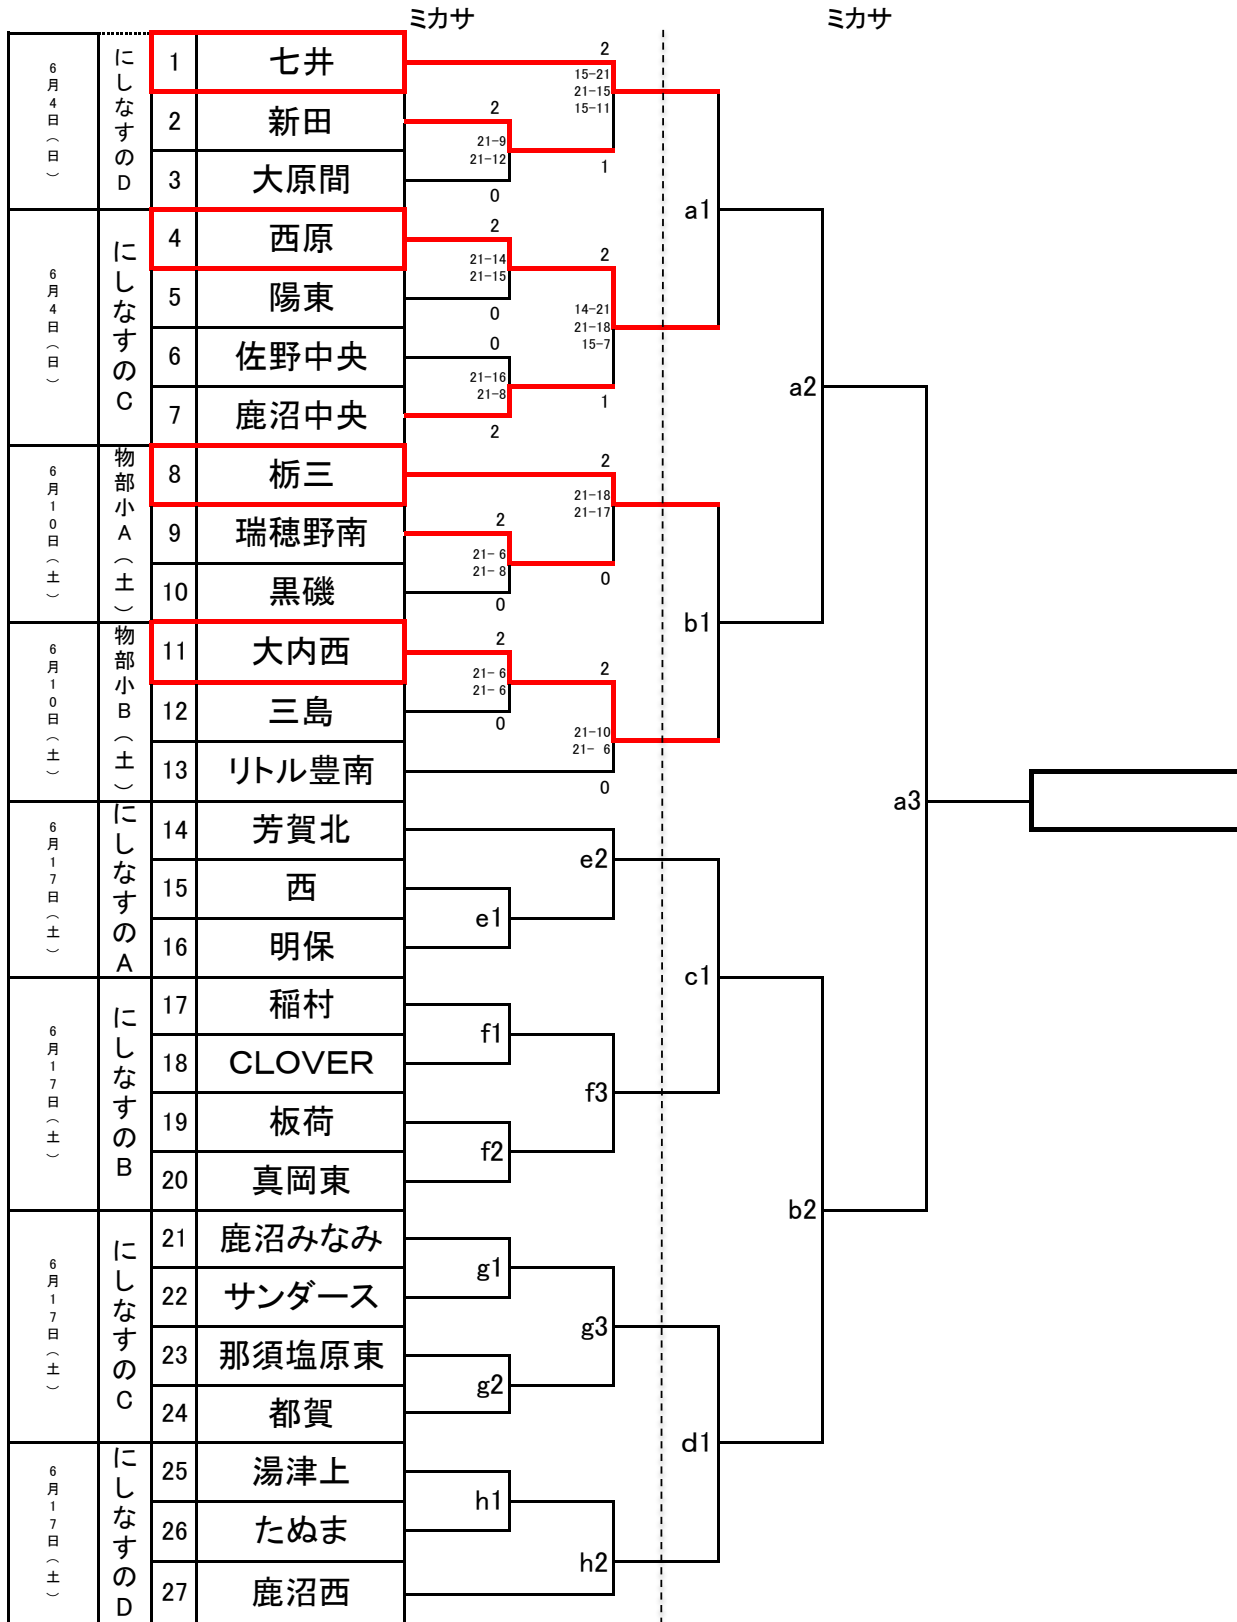 ミカサ ミカサ
6月4日(日) にしなすのD
1 七井
2 新田
3 大原間
2
15-21
21-15
15-11
1
2
21-9
21-12
0
6月4日(日) にしなすのC
4 西原
5 陽東
6 佐野中央
7 鹿沼中央
2
21-14
21-15
0
0
21-16
21-8
2
2
14-21
21-18
15-7
1
a1
6月10日(土) 物部小A(土)
8 栃三
9 瑞穂野南
10 黒磯
2
21-18
21-17
0
2
21- 6
21- 8
0
6月10日(土) 物部小B(土)
11 大内西
12 三島
13 リトル豊南
2
21- 6
21- 6
0
2
21-10
21- 6
0
b1
a2
6月17日(土) にしなすのA
14 芳賀北
15 西
16 明保
e1
e2
6月17日(土) にしなすのB
17 稲村
18 CLOVER
19 板荷
20 真岡東
f1
f2
f3
c1
6月17日(土) にしなすのC
21 鹿沼みなみ
22 サンダース
23 那須塩原東
24 都賀
g1
g2
g3
6月17日(土) にしなすのD
25 湯津上
26 たぬま
27 鹿沼西
h1
h2
d1
b2
a3